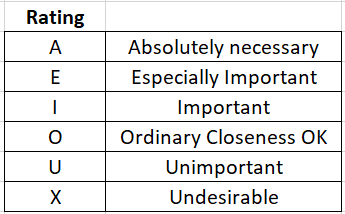 Rating
A Absolutely necessary
E Especially Important
I Important
O Ordinary Closeness OK
U Unimportant
X Undesirable